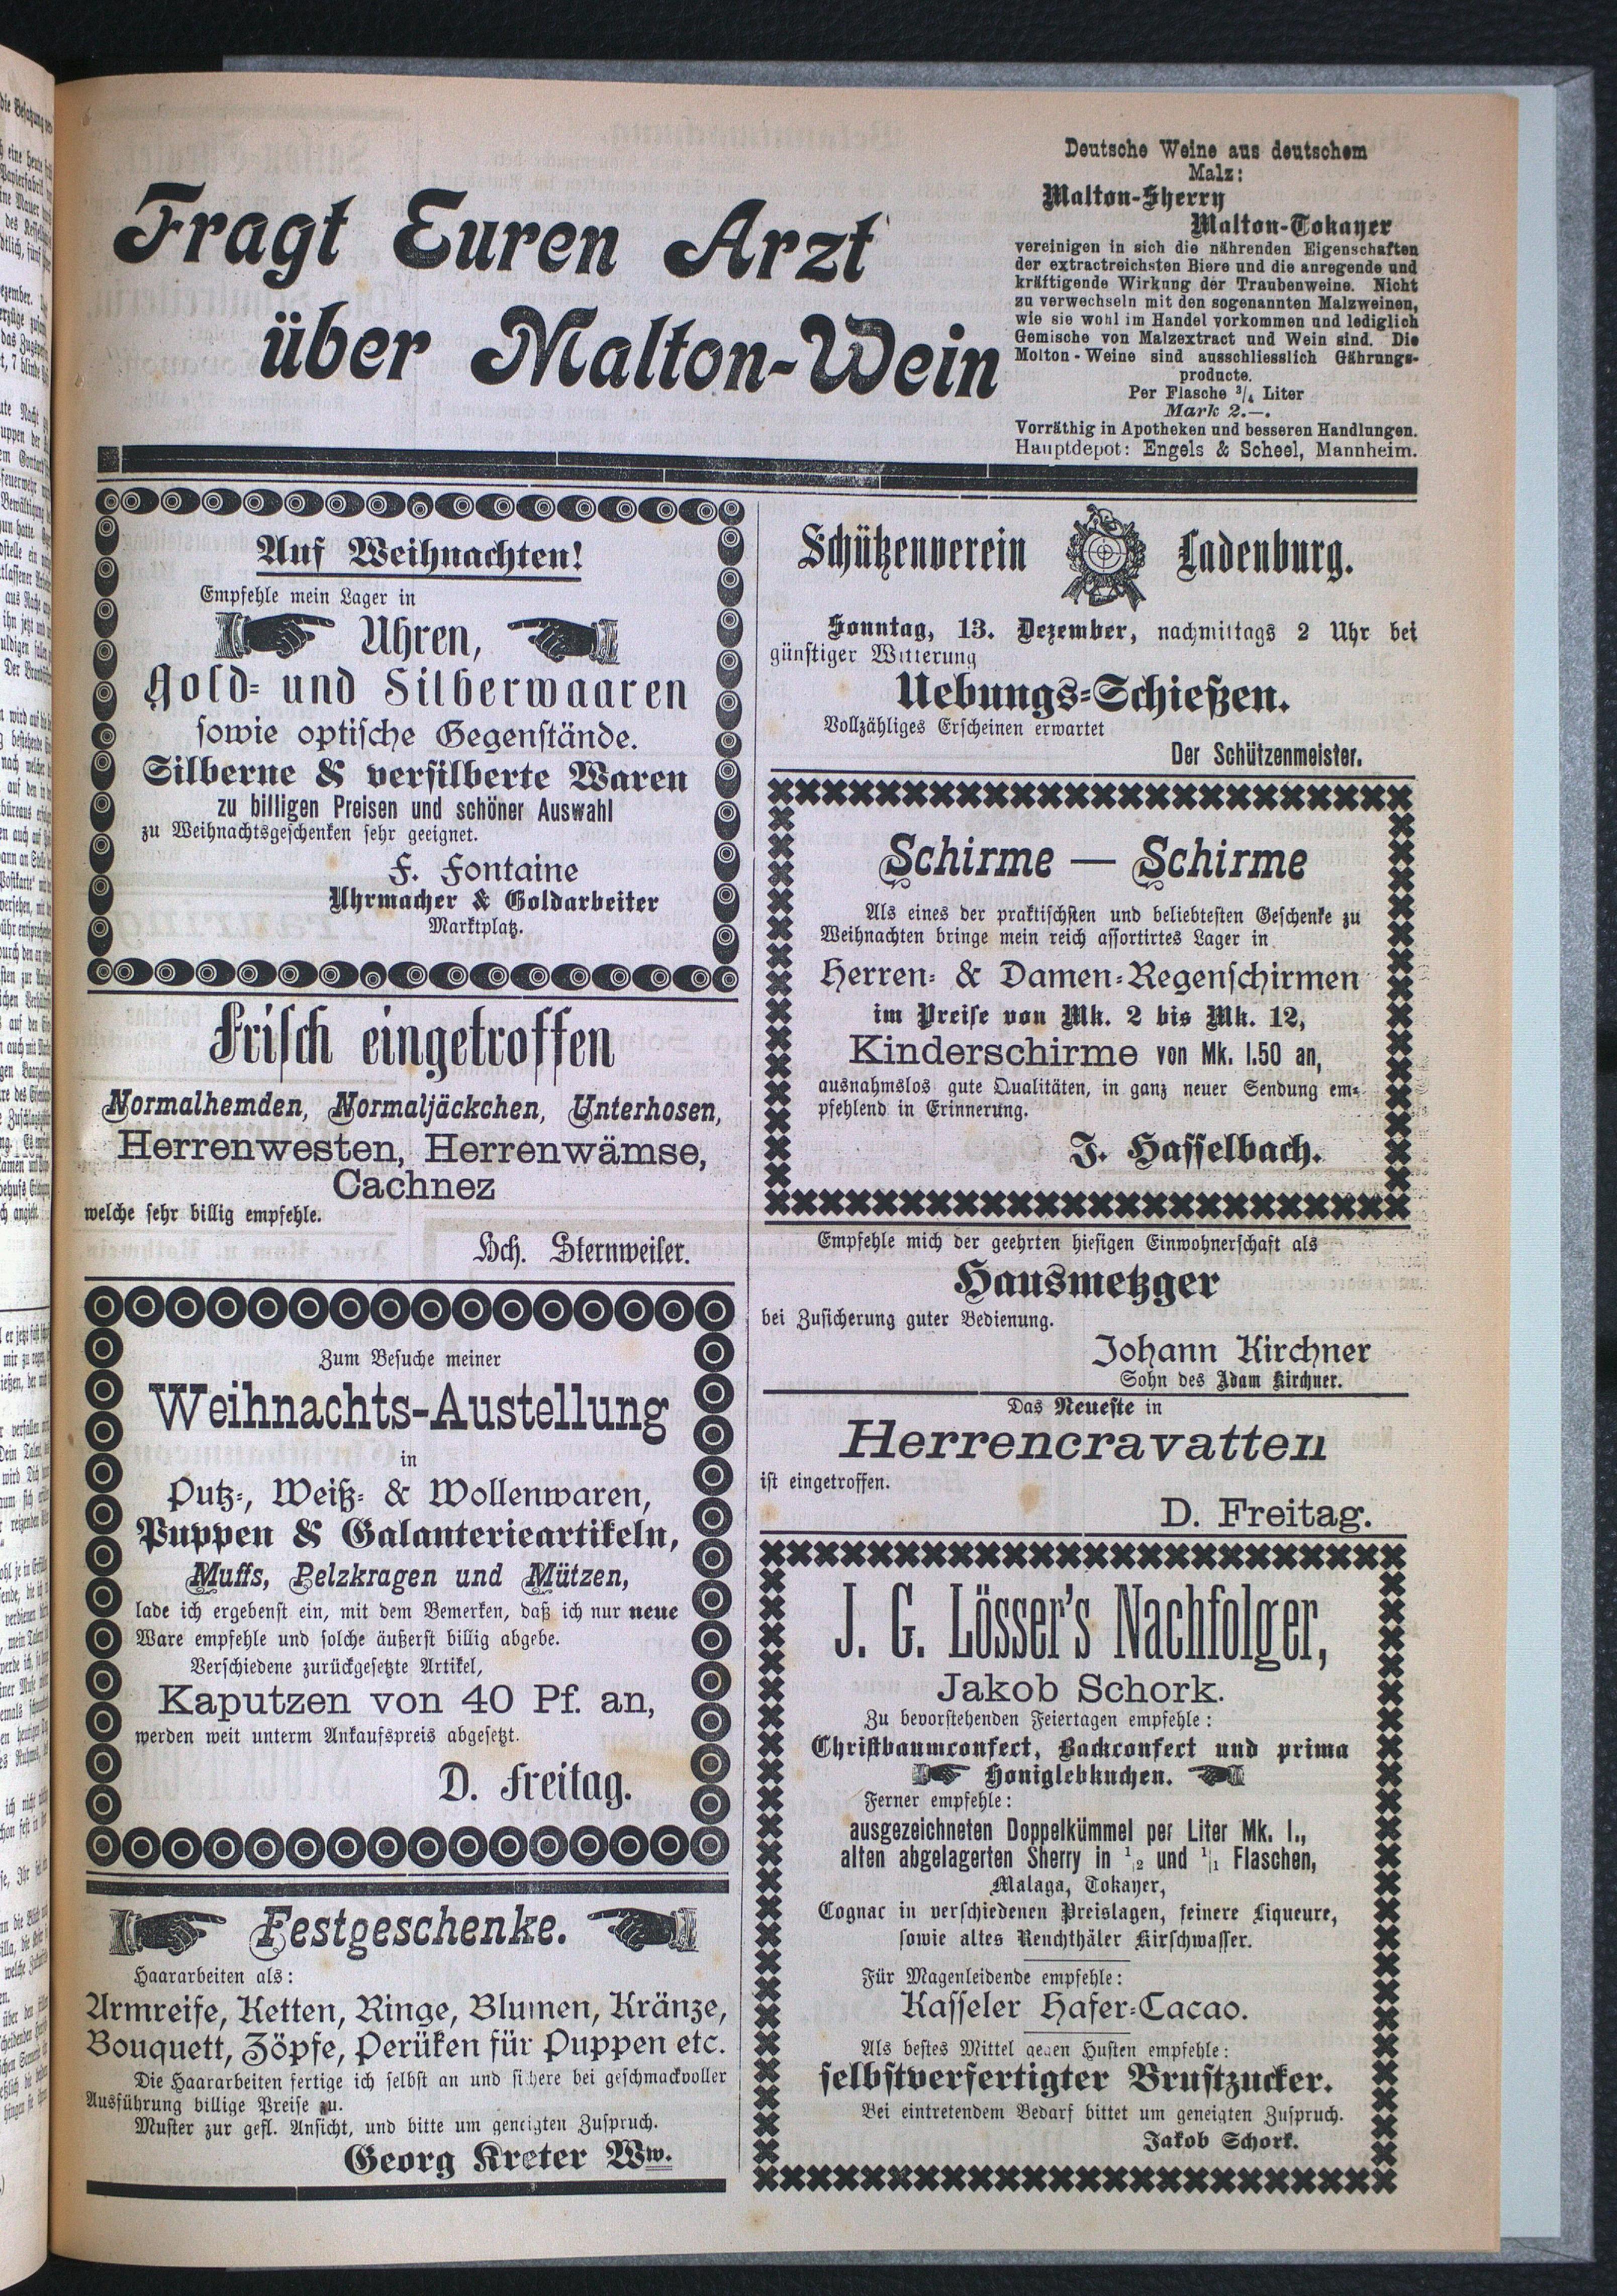 Fragt Euren Arzt
über Malton-Wein
Deutsche Weine aus deutschem
Malz:
Malton-Sherry
Malton-Tokayer
vereinigen in sich die nährenden Eigenschaften
der extractreichsten Biere und die anregende und
kräftigende Wirkung der Traubenweine. Nicht
zu verwechseln mit den sogenannten Malzweinen,
wie sie wohl im Handel vorkommen und lediglich
Gemische von Malzextract und Wein sind. Die
Molton-Weine sind ausschliesslich Gährungs-
producte.
Per Flasche 3/4 Liter
Mark 2.—.
Vorräthig in Apotheken und besseren Handlungen.
Hauptdepot: Engels & Scheel, Mannheim.
Auf Weihnachten!
Empfehle mein Lager in
Uhren,
Gold- und Silberwaaren
sowie optische Gegenstände.
Silberne & versilberte Waren
zu billigen Preisen und schöner Auswahl
zu Weihnachtsgeschenken sehr geeignet.
F. Fontaine
Uhrmacher & Goldarbeiter
Marktplatz.
Frisch eingetroffen
Normalhemden, Normaljäckchen, Unterhosen,
Herrenwesten, Herrenwämse,
Cachnez
welche sehr billig empfehle.
Hch. Sternweiler.
Zum Besuche meiner
Weihnachts-Austellung
in
Putz-, Weiß- & Wollenwaren,
Puppen & Galanterieartikeln,
Muffs, Pelzkragen und Mützen,
lade ich ergebenst ein, mit dem Bemerken, daß ich nur neue
Ware empfehle und solche äußerst billig abgebe.
Verschiedene zurückgesetzte Artikel,
Kaputzen von 40 Pf. an,
werden weit unterm Ankaufspreis abgesetzt.
D. Freitag.
Festgeschenke.
Haararbeiten als:
Armreife, Ketten, Ringe, Blumen, Kränze,
Bouquett, Zöpfe, Perüken für Puppen etc.
Die Haararbeiten fertige ich selbst an und sichere bei geschmackvoller
Ausführung billige Preise zu.
Muster zur gefl. Ansicht, und bitte um geneigten Zuspruch.
Georg Kreter Ww.
Schützenverein Ladenburg.
Sonntag, 13. Dezember, nachmittags 2 Uhr bei
günstiger Witterung
Uebungs-Schießen.
Vollzähliges Erscheinen erwartet
Der Schützenmeister.
Schirme — Schirme
Als eines der praktischsten und beliebtesten Geschenke zu
Weihnachten bringe mein reich assortirtes Lager in
Herren- & Damen-Regenschirmen
im Preise von Mk. 2 bis Mk. 12,
Kinderschirme von Mk. 1.50 an,
ausnahmslos gute Qualitäten, in ganz neuer Sendung em-
pfehlend in Erinnerung.
J. Hasselbach.
Empfehle mich der geehrten hiesigen Einwohnerschaft als
Hausmetzger
bei Zusicherung guter Bedienung.
Johann Kirchner
Sohn des Adam Kirchner.
Das Neueste in
Herrencravatten
ist eingetroffen.
D. Freitag.
J. G. Lösser's Nachfolger,
Jakob Schork.
Zu bevorstehenden Feiertagen empfehle:
Christbaumconfect, Backconfect und prima
Honiglebkuchen.
Ferner empfehle:
ausgezeichneten Doppelkümmel per Liter Mk. 1.,
alten abgelagerten Sherry in 1/2 und 1/1 Flaschen,
Malaga, Tokayer,
Cognac in verschiedenen Preislagen, feinere Liqueure,
sowie altes Renchthäler Kirschwasser.
Für Magenleidende empfehle:
Kasseler Hafer-Cacao.
Als bestes Mittel gegen Husten empfehle:
selbstverfertigter Brustzucker.
Bei eintretendem Bedarf bittet um geneigten Zuspruch.
Jakob Schork.